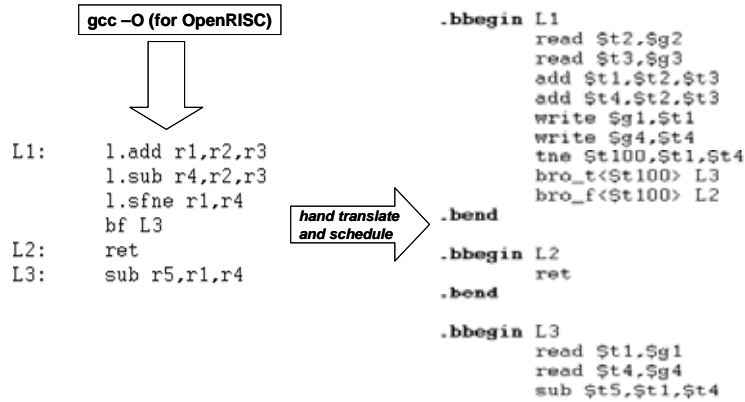 gcc –O (for OpenRISC)
L1: l.add r1,r2,r3
l.sub r4,r2,r3
l.sfne r1,r4
bf L3
L2: ret
L3: sub r5,r1,r4
hand translate
and schedule
.bbegin L1
read $t2,$g2
read $t3,$g3
add $t1,$t2,$t3
add $t4,$t2,$t3
write $g1,$t1
write $g4,$t4
tne $t100,$t1,$t4
bro_t<$t100> L3
bro_f<$t100> L2
.bend
.bbegin L2
ret
.bend
.bbegin L3
read $t1,$g1
read $t4,$g4
sub $t5,$t1,$t4